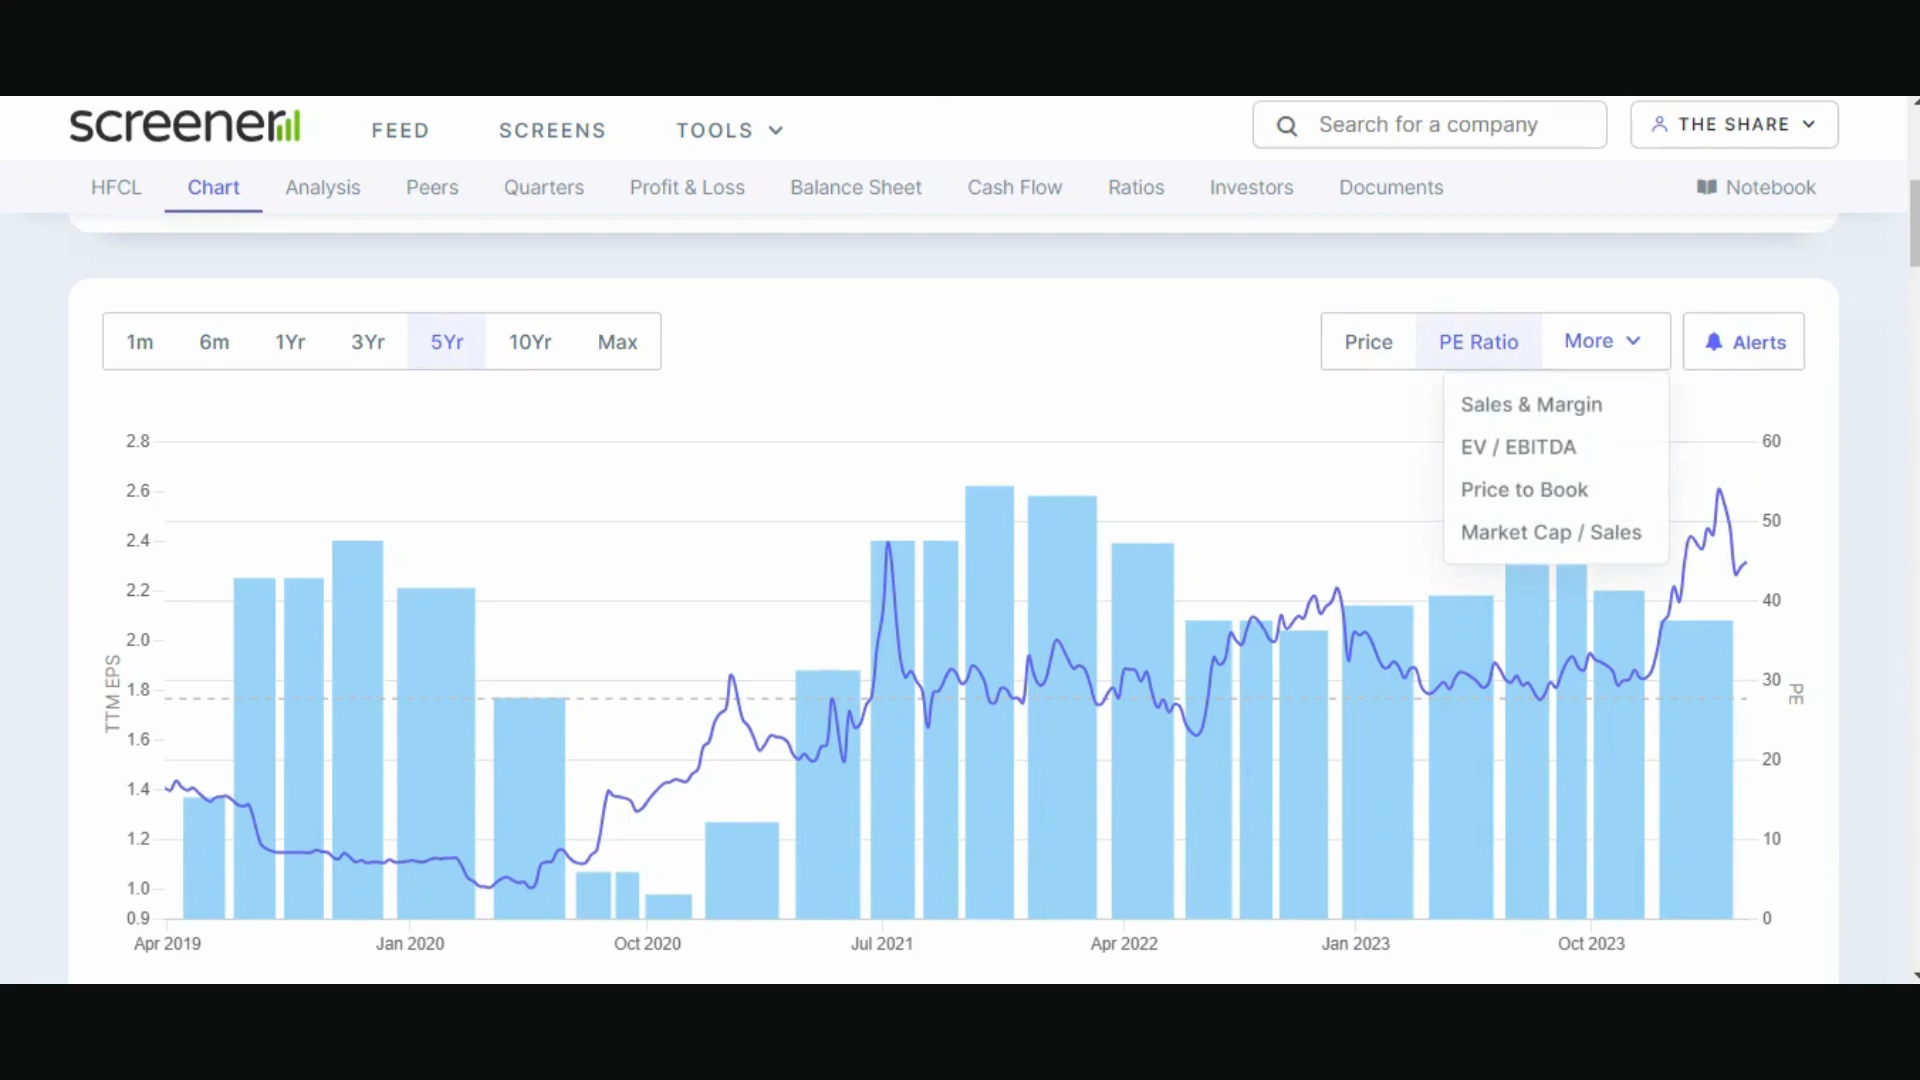 screener
FEED SCREENS TOOLS
Search for a company
THE SHARE
HFCL Chart Analysis Peers Quarters Profit & Loss Balance Sheet Cash Flow Ratios Investors Documents Notebook
1m 6m 1Yr 3Yr 5Yr 10Yr Max
Price PE Ratio More Alerts
Sales & Margin
EV / EBITDA
Price to Book
Market Cap / Sales
2.8
2.6
2.4
2.2
2.0
1.8
1.6
1.4
1.2
1.0
0.9
TTM EPS
60
50
40
30
20
10
0
PE
Apr 2019 Jan 2020 Oct 2020 Jul 2021 Apr 2022 Jan 2023 Oct 2023